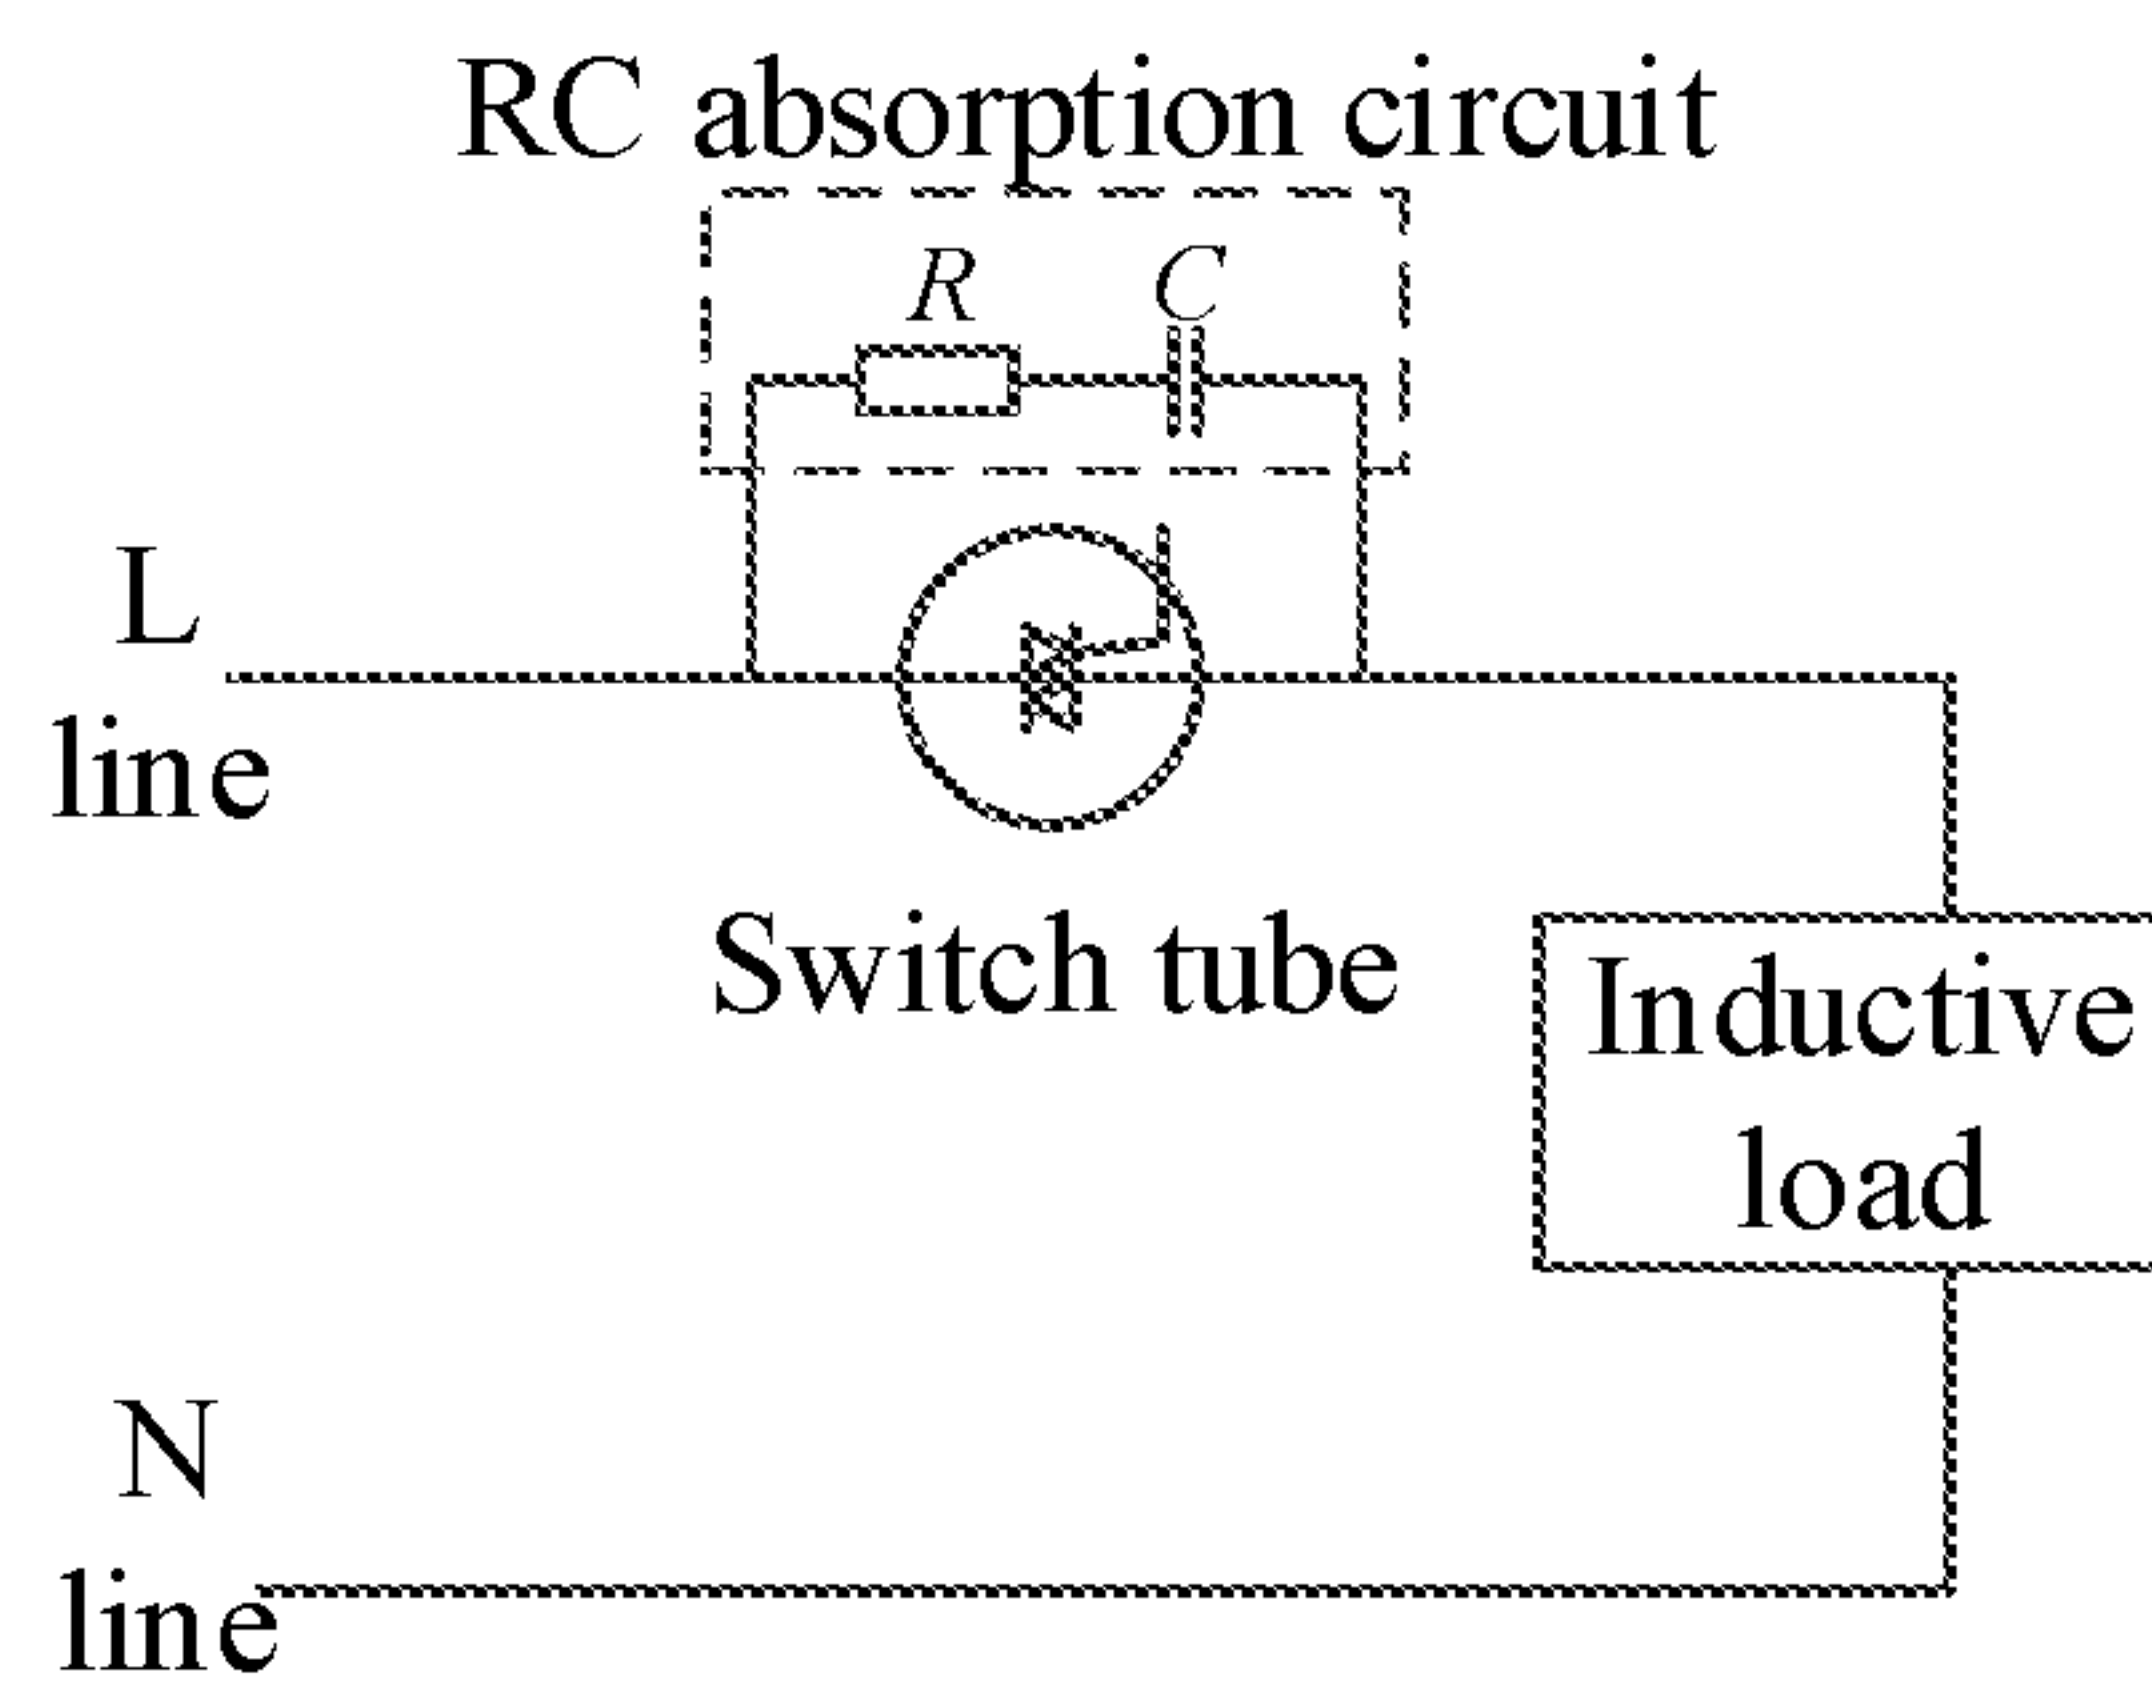 RC absorption circuit
R
C
L
line
Switch tube
Inductive
load
N
line